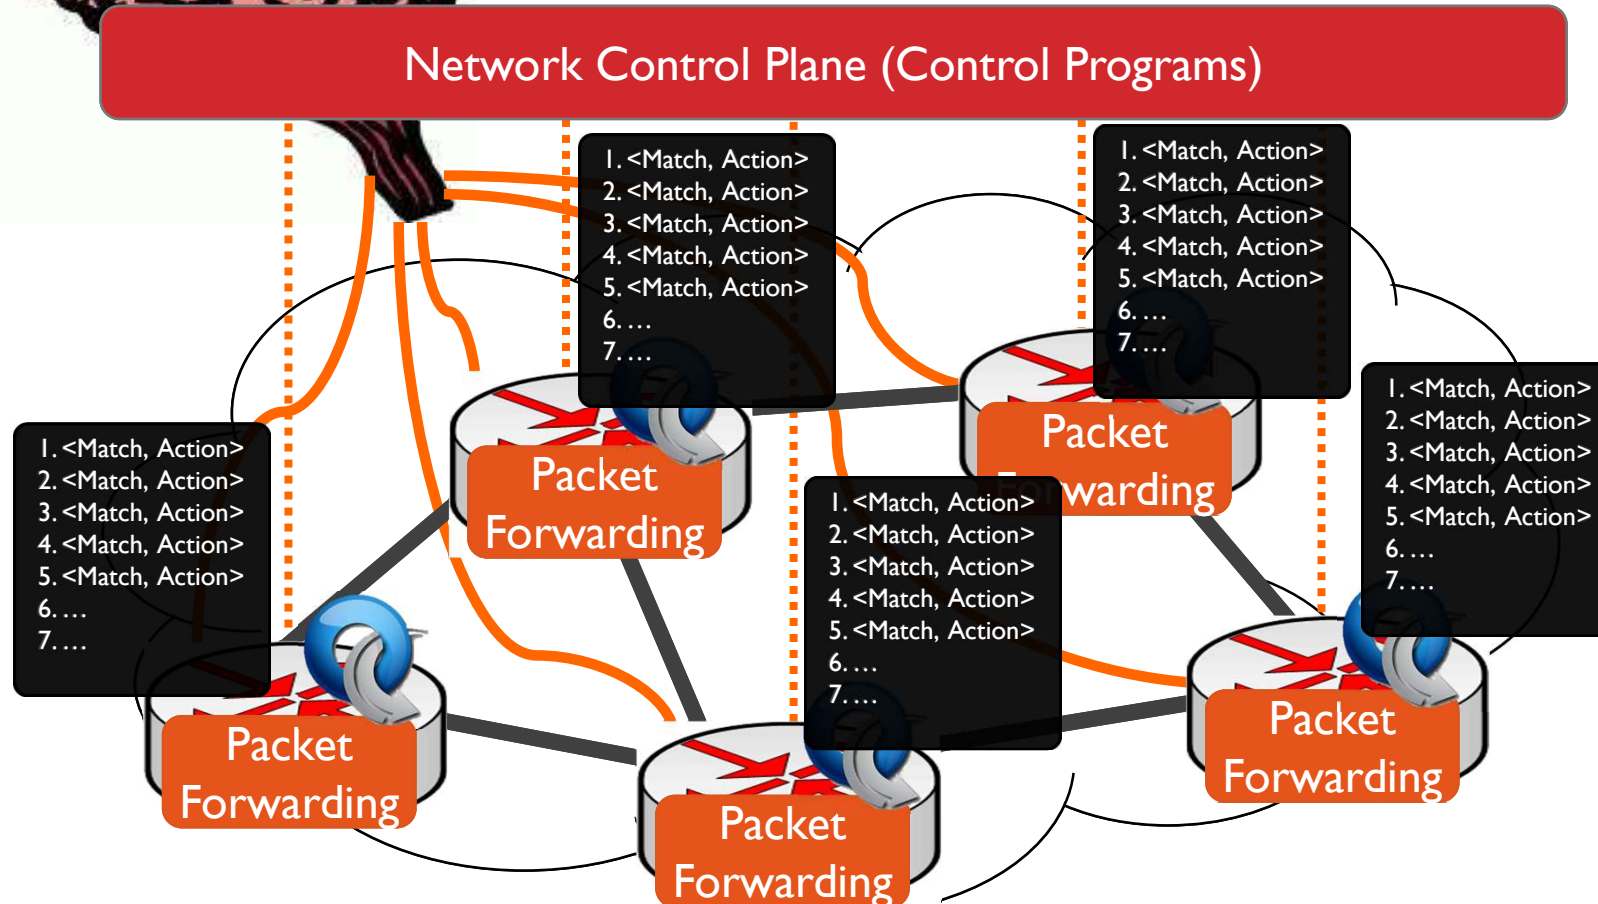 Network Control Plane (Control Programs)
1. <Match, Action>
2. <Match, Action>
3. <Match, Action>
4. <Match, Action>
5. <Match, Action>
6. …
7. …
1. <Match, Action>
2. <Match, Action>
3. <Match, Action>
4. <Match, Action>
5. <Match, Action>
6. …
7. …
1. <Match, Action>
2. <Match, Action>
3. <Match, Action>
4. <Match, Action>
5. <Match, Action>
6. …
7. …
1. <Match, Action>
2. <Match, Action>
3. <Match, Action>
4. <Match, Action>
5. <Match, Action>
6. …
7. …
Packet
Forwarding
Packet
Forwarding
1. <Match, Action>
2. <Match, Action>
3. <Match, Action>
4. <Match, Action>
5. <Match, Action>
6. …
7. …
Packet
Forwarding
Packet
Forwarding
Packet
Forwarding